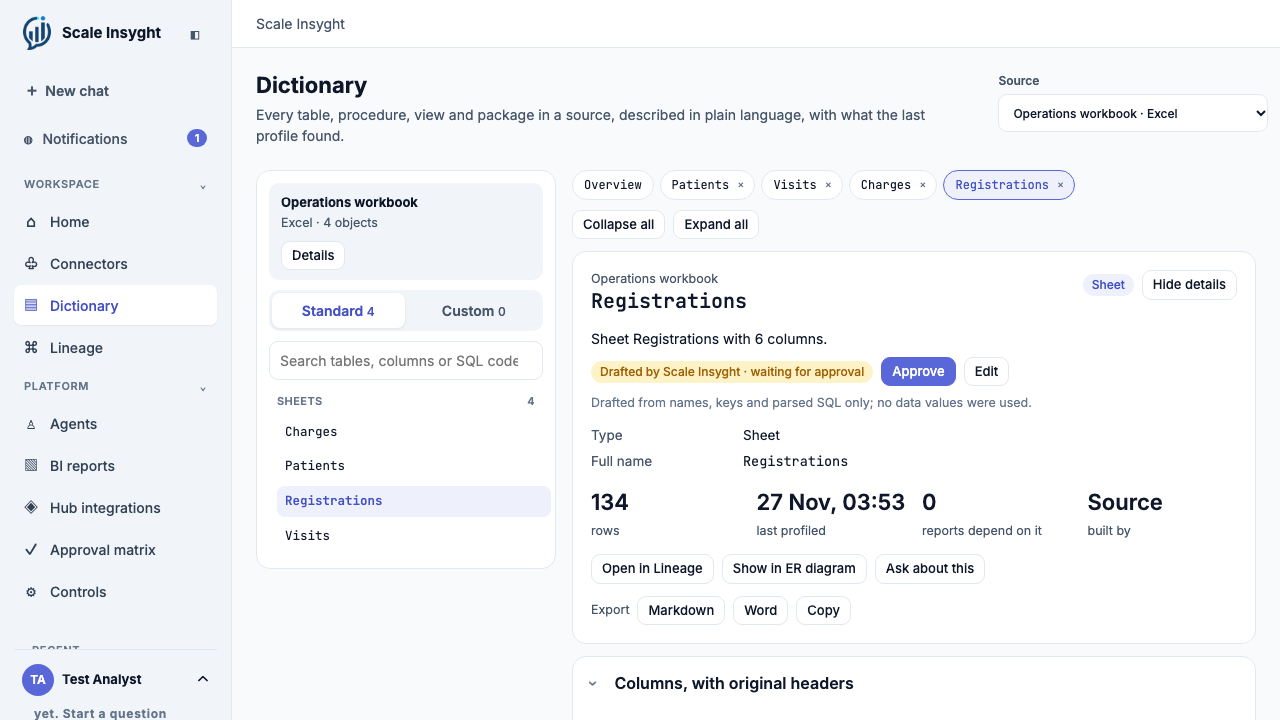 Scale Insyght
+ New chat
Notifications 1
WORKSPACE
Home
Connectors
Dictionary
Lineage
PLATFORM
Agents
BI reports
Hub integrations
Approval matrix
Controls
TA Test Analyst
yet. Start a question
Scale Insyght
Dictionary
Every table, procedure, view and package in a source, described in plain language, with what the last
profile found.
Source
Operations workbook · Excel
Operations workbook
Excel · 4 objects
Details
Standard 4 Custom 0
Search tables, columns or SQL code
SHEETS 4
Charges
Patients
Registrations
Visits
Overview Patients × Visits × Charges × Registrations ×
Collapse all Expand all
Operations workbook
Registrations
Sheet Hide details
Sheet Registrations with 6 columns.
Drafted by Scale Insyght · waiting for approval Approve Edit
Drafted from names, keys and parsed SQL only; no data values were used.
Type Sheet
Full name Registrations
134 27 Nov, 03:53 0 Source
rows last profiled reports depend on it built by
Open in Lineage Show in ER diagram Ask about this
Export Markdown Word Copy
Columns, with original headers